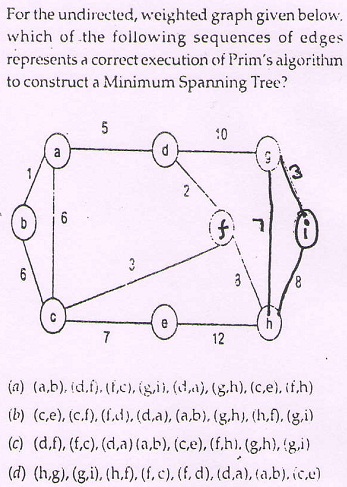 For the undirected, weighted graph given below.
which of the following sequences of edges
represents a correct execution of Prim's algorithm
to construct a Minimum Spanning Tree?
5
10
a
d
g
3
1
2
b
6
f
7
i
6
3
3
8
c
e
h
7
12
(a) (a,b), (d,f), (f,c), (g,i), (d,a), (g,h), (c,e), (f,h)
(b) (c,e), (c,f), (f,d), (d,a), (a,b), (g,h), (h,f), (g,i)
(c) (d,f), (f,c), (d,a) (a,b), (c,e), (f,h), (g,h), (g,i)
(d) (h,g), (g,i), (h,f), (f, c), (f, d), (d,a), (a,b), (c,e)